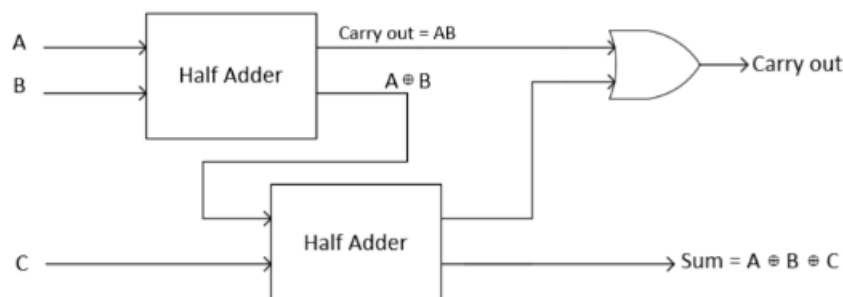 A
B
Half Adder
Carry out = AB
A ⊕ B
Carry out
C
Half Adder
Sum = A ⊕ B ⊕ C